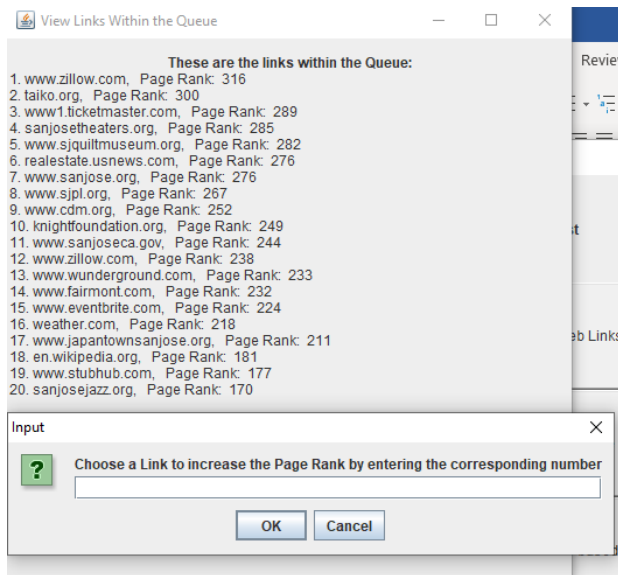 View Links Within the Queue
Review
These are the links within the Queue:
1. www.zillow.com, Page Rank: 316
2. taiko.org, Page Rank: 300
3. www1.ticketmaster.com, Page Rank: 289
4. sanjosetheaters.org, Page Rank: 285
5. www.sjquiltmuseum.org, Page Rank: 282
6. realestate.usnews.com, Page Rank: 276
7. www.sanjose.org, Page Rank: 276
8. www.sjpl.org, Page Rank: 267
9. www.cdm.org, Page Rank: 252
10. knightfoundation.org, Page Rank: 249
11. www.sanjoseca.gov, Page Rank: 244
12. www.zillow.com, Page Rank: 238
13. www.wunderground.com, Page Rank: 233
14. www.fairmont.com, Page Rank: 232
15. www.eventbrite.com, Page Rank: 224
16. weather.com, Page Rank: 218
17. www.japantownsanjose.org, Page Rank: 211
18. en.wikipedia.org, Page Rank: 181
19. www.stubhub.com, Page Rank: 177
20. sanjosejazz.org, Page Rank: 170
eb Links
Input
Choose a Link to increase the Page Rank by entering the corresponding number
OK
Cancel